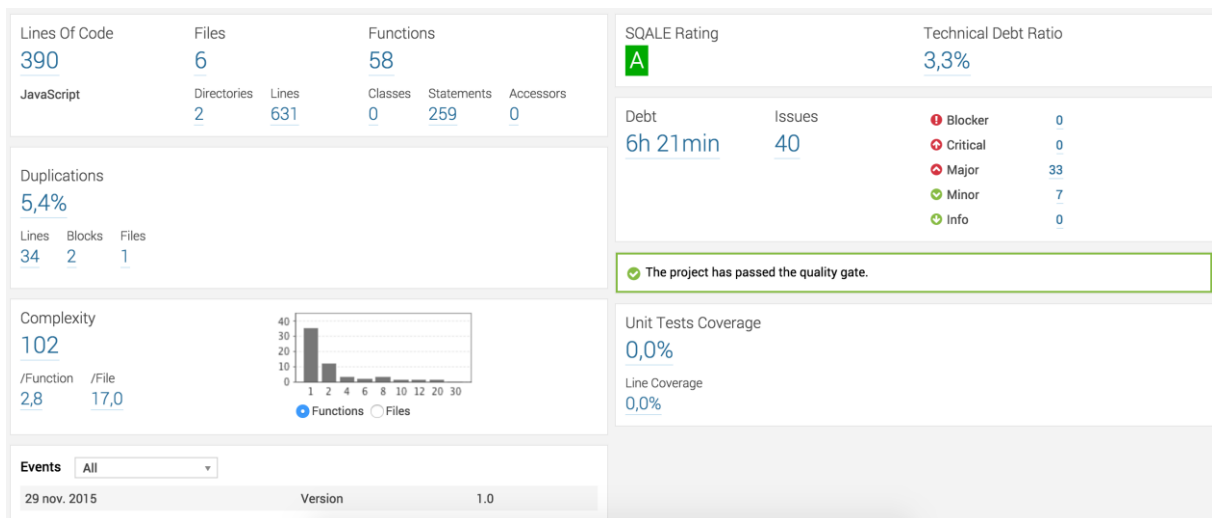 Lines Of Code Files Functions
390 6 58
JavaScript Directories Lines Classes Statements Accessors
2 631 0 259 0
Duplications
5,4%
Lines Blocks Files
34 2 1
Complexity
102
/Function /File
2,8 17,0
40
30
20
10
0
1 2 4 6 8 10 12 20 30
Functions Files
Events All
29 nov. 2015 Version 1.0
SQALE Rating Technical Debt Ratio
A 3,3%
Debt Issues
6h 21min 40
Blocker 0
Critical 0
Major 33
Minor 7
Info 0
The project has passed the quality gate.
Unit Tests Coverage
0,0%
Line Coverage
0,0%